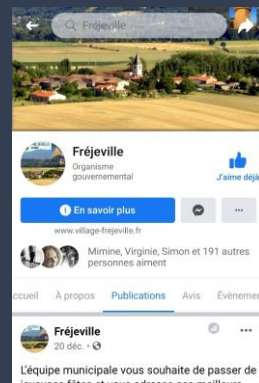 Fréjeville
Fréjeville
Organisme
gouvernemental
J'aime déjà
En savoir plus
www.village-frejeville.fr
Mimine, Virginie, Simon et 191 autres
personnes aiment
ccueil À propos Publications Avis Évènemen
Fréjeville
20 déc.
L'équipe municipale vous souhaite de passer de